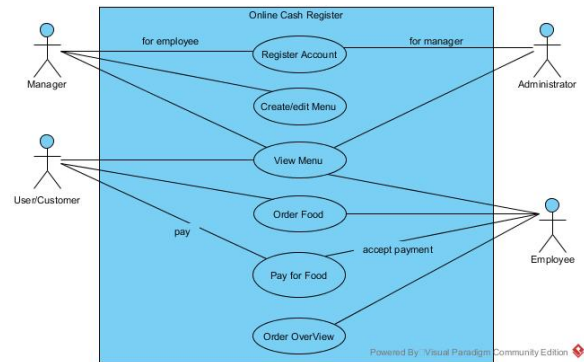 Online Cash Register
for employee
for manager
Register Account
Manager
Administrator
Create/edit Menu
View Menu
User/Customer
Order Food
pay
accept payment
Employee
Pay for Food
Order OverView
Powered By Visual Paradigm Community Edition